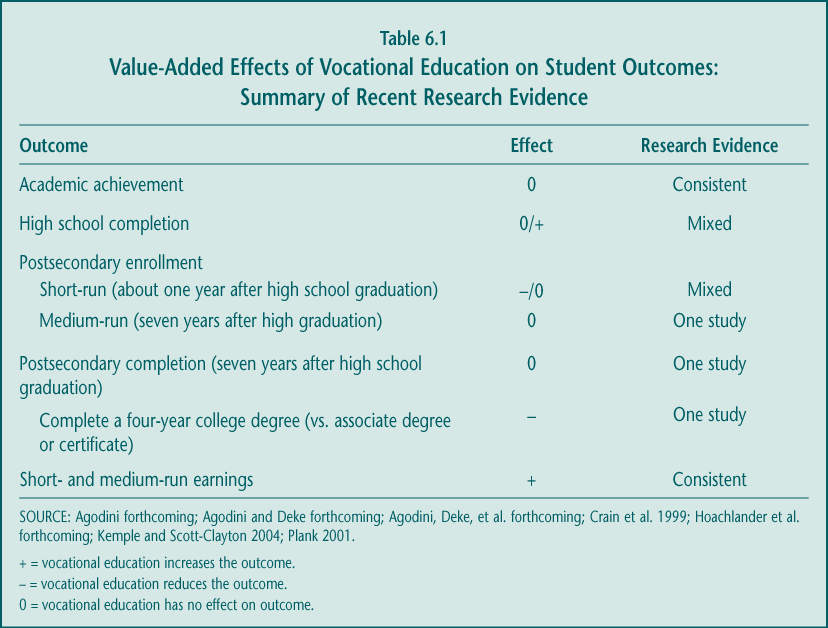 Table 6.1
Value-Added Effects of Vocational Education on Student Outcomes:
Summary of Recent Research Evidence
Outcome Effect Research Evidence
Academic achievement 0 Consistent
High school completion 0/+ Mixed
Postsecondary enrollment
Short-run (about one year after high school graduation) –/0 Mixed
Medium-run (seven years after high graduation) 0 One study
Postsecondary completion (seven years after high school 0 One study
graduation)
Complete a four-year college degree (vs. associate degree – One study
or certificate)
Short- and medium-run earnings + Consistent
SOURCE: Agodini forthcoming; Agodini and Deke forthcoming; Agodini, Deke, et al. forthcoming; Crain et al. 1999; Hoachlander et al.
forthcoming; Kemple and Scott-Clayton 2004; Plank 2001.
+ = vocational education increases the outcome.
– = vocational education reduces the outcome.
0 = vocational education has no effect on outcome.